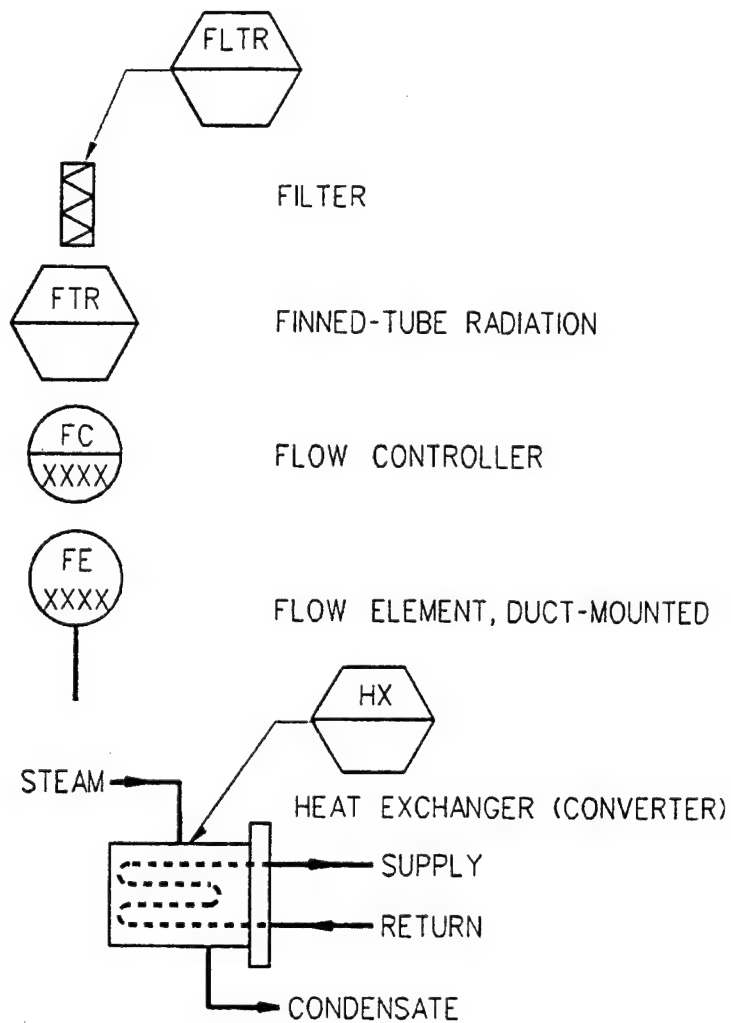 FLTR
FILTER
FTR
FINNED-TUBE RADIATION
FC
XXXX
FLOW CONTROLLER
FE
XXXX
FLOW ELEMENT, DUCT-MOUNTED
HX
STEAM
HEAT EXCHANGER (CONVERTER)
SUPPLY
RETURN
CONDENSATE